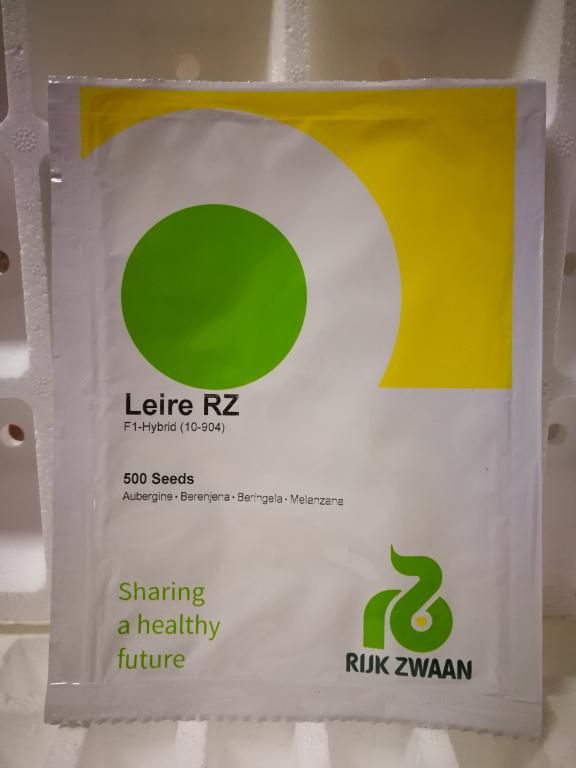 Leire RZ
F1-Hybrid (10-904)
500 Seeds
Aubergine • Berenjena • Beringela • Melanzana
Sharing
a healthy
future
RIJK ZWAAN